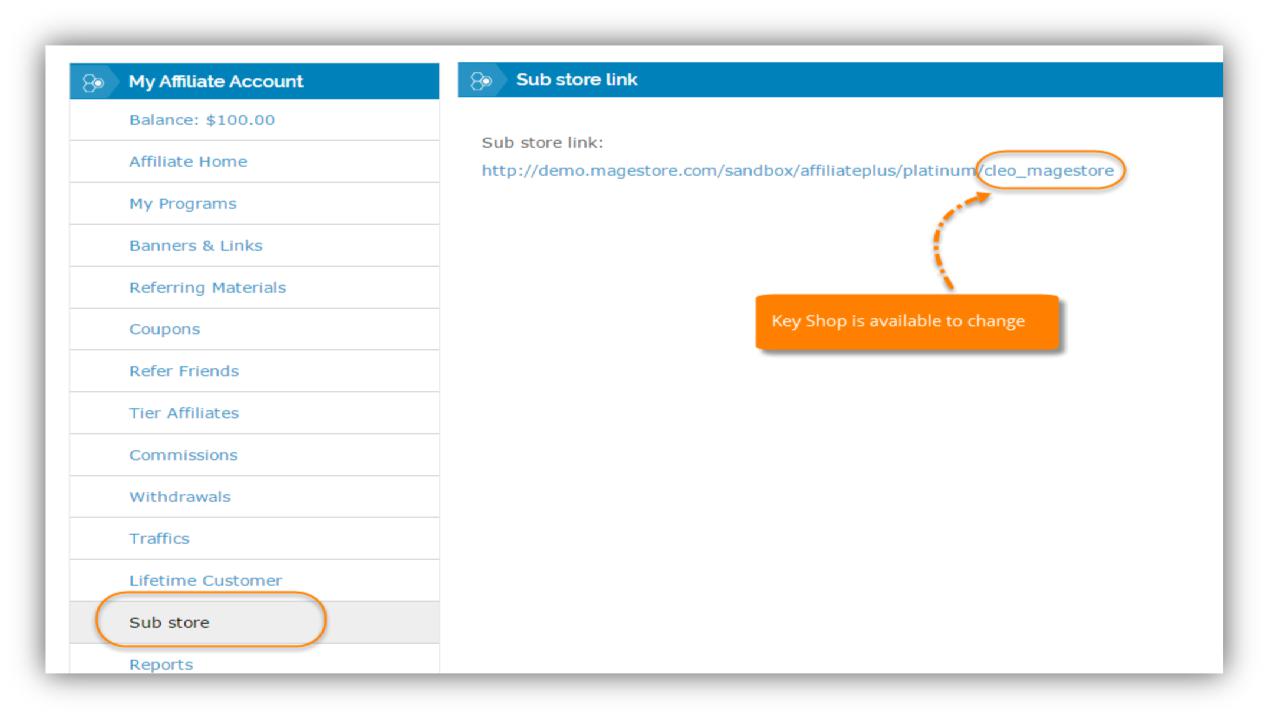 My Affiliate Account
Balance: $100.00
Affiliate Home
My Programs
Banners & Links
Referring Materials
Coupons
Refer Friends
Tier Affiliates
Commissions
Withdrawals
Traffics
Lifetime Customer
Sub store
Reports
Sub store link
Sub store link:
http://demo.magestore.com/sandbox/affiliateplus/platinum/cleo_magestore
Key Shop is available to change